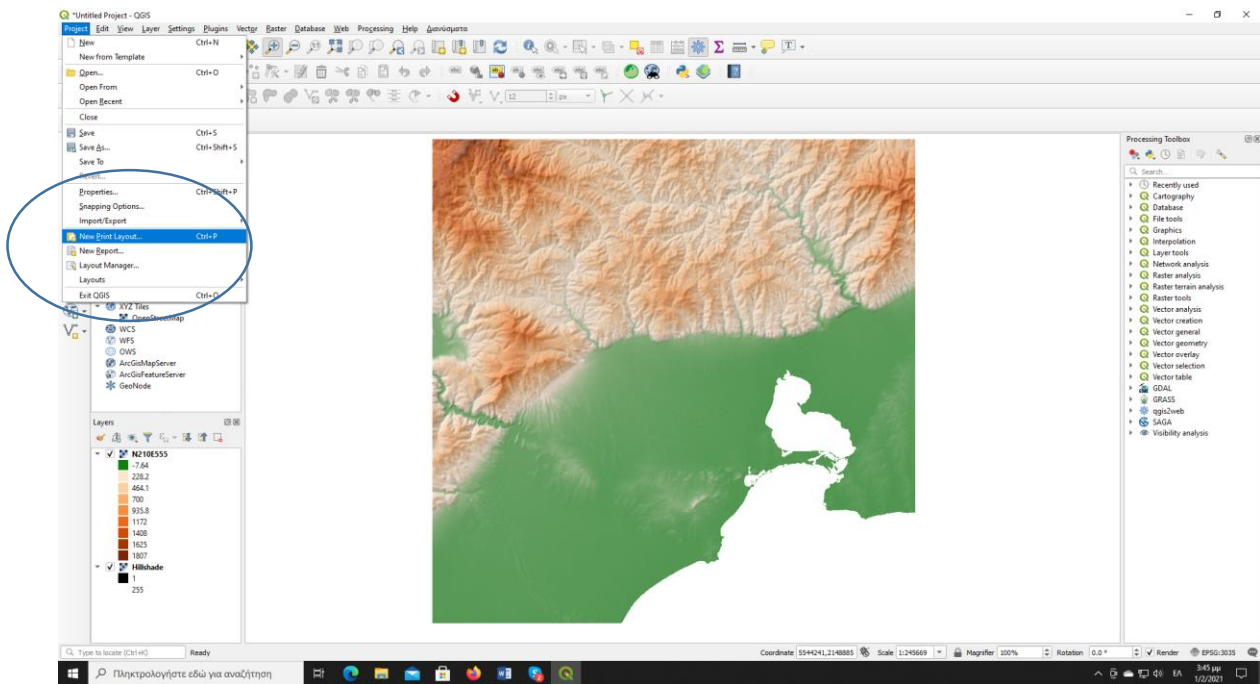 *Untitled Project - QGIS
Project Edit View Layer Settings Plugins Vector Raster Database Web Processing Help Διανύσματα
New Ctrl+N
New from Template
Open... Ctrl+O
Open From
Open Recent
Close
Save Ctrl+S
Save As... Ctrl+Shift+S
Save To
Revert...
Properties... Ctrl+Shift+P
Snapping Options...
Import/Export
New Print Layout... Ctrl+P
New Report...
Layout Manager...
Layouts
Exit QGIS Ctrl+Q
12 px
XYZ Tiles
OpenStreetMap
WCS
WFS
OWS
ArcGisMapServer
ArcGisFeatureServer
GeoNode
Layers
N210E555
-7.64
228.2
464.1
700
935.8
1172
1408
1625
1807
Hillshade
1
255
Processing Toolbox
Search...
Recently used
Cartography
Database
File tools
Graphics
Interpolation
Layer tools
Network analysis
Raster analysis
Raster terrain analysis
Raster tools
Vector analysis
Vector creation
Vector general
Vector geometry
Vector overlay
Vector selection
Vector table
GDAL
GRASS
qgis2web
SAGA
Visibility analysis
Type to locate (Ctrl+K) Ready Coordinate 5544241,2148885 Scale 1:245669 Magnifier 100% Rotation 0.0 ° Render EPSG:3035
Πληκτρολογήστε εδώ για αναζήτηση ΕΛ 3:45 μμ
1/2/2021